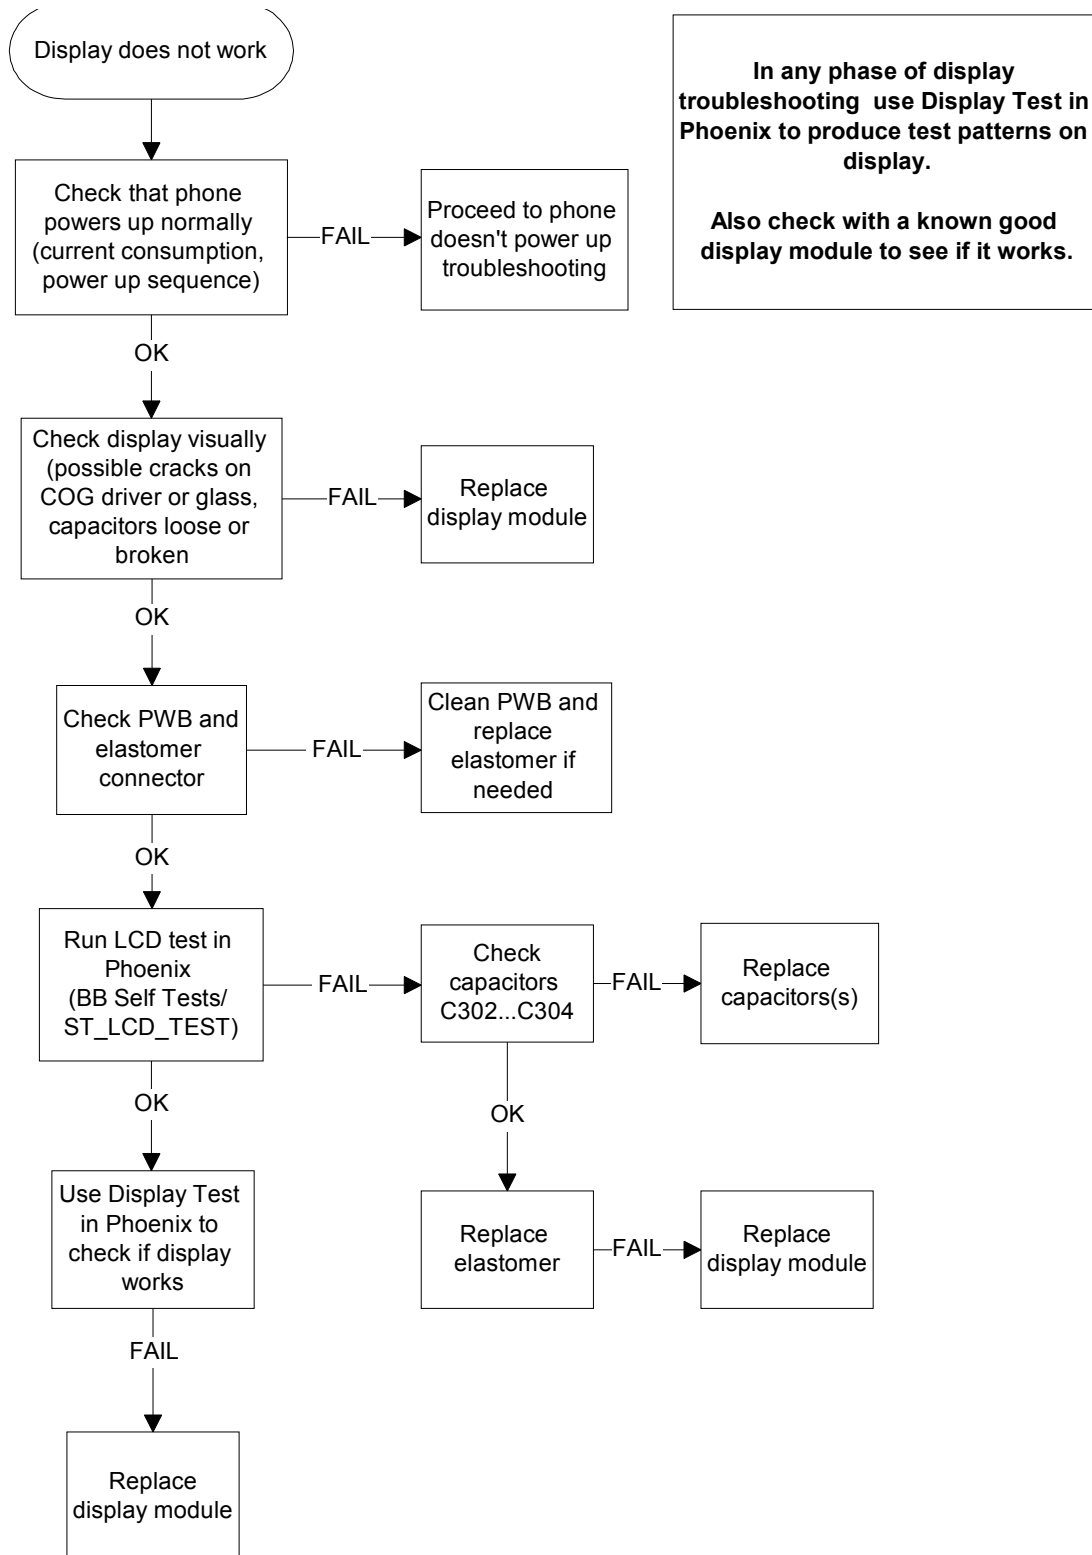 Display does not work
In any phase of display
troubleshooting  use Display Test in
Phoenix to produce test patterns on
display.
Also check with a known good
display module to see if it works.
Check that phone
powers up normally
(current consumption,
power up sequence)
FAIL
Proceed to phone
doesn't power up
troubleshooting
OK
Check display visually
(possible cracks on
COG driver or glass,
capacitors loose or
broken
FAIL
Replace
display module
OK
Check PWB and
elastomer
connector
FAIL
Clean PWB and
replace
elastomer if
needed
OK
Run LCD test in
Phoenix
(BB Self Tests/
ST_LCD_TEST)
FAIL
Check
capacitors
C302...C304
FAIL
Replace
capacitors(s)
OK
OK
Use Display Test
in Phoenix to
check if display
works
Replace
elastomer
FAIL
Replace
display module
FAIL
Replace
display module